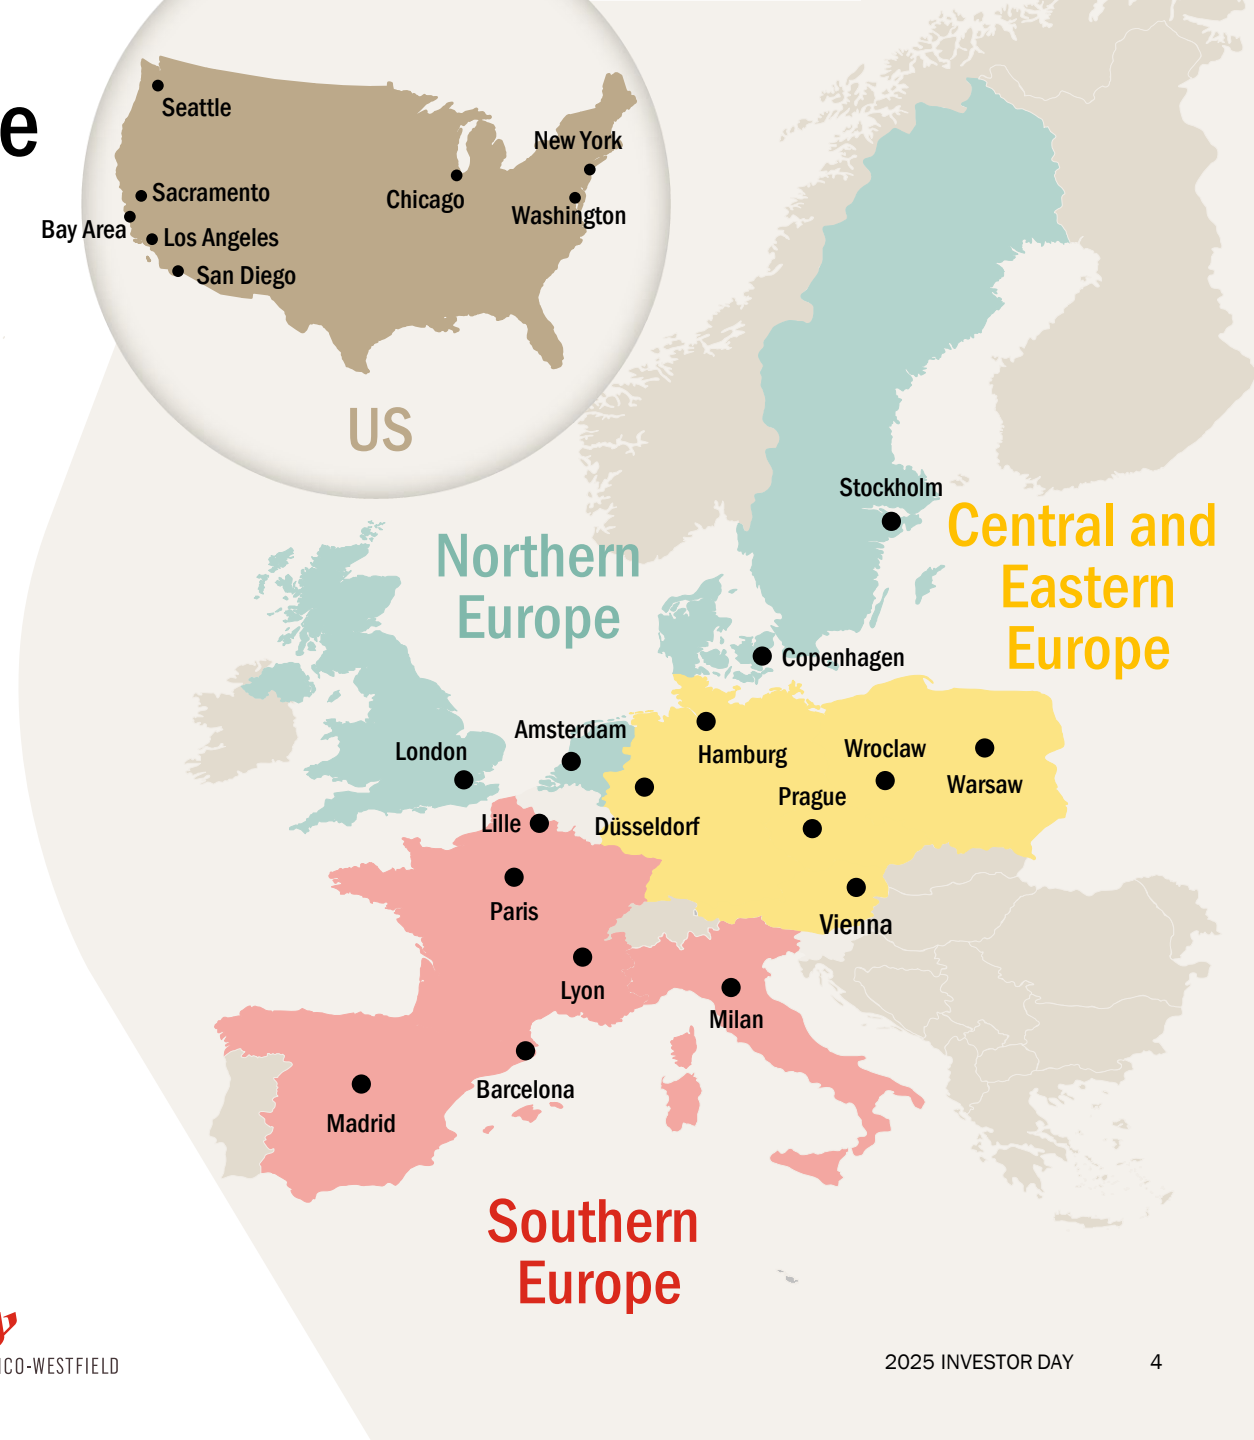 e
Seattle
New York
Sacramento
Chicago
Washington
Bay Area
Los Angeles
San Diego
US
Stockholm
Central and
Eastern
Europe
Northern
Europe
Copenhagen
Amsterdam
London
Hamburg
Wroclaw
Warsaw
Prague
Lille
Düsseldorf
Paris
Vienna
Lyon
Milan
Barcelona
Madrid
Southern
Europe
CO-WESTFIELD
2025 INVESTOR DAY
4